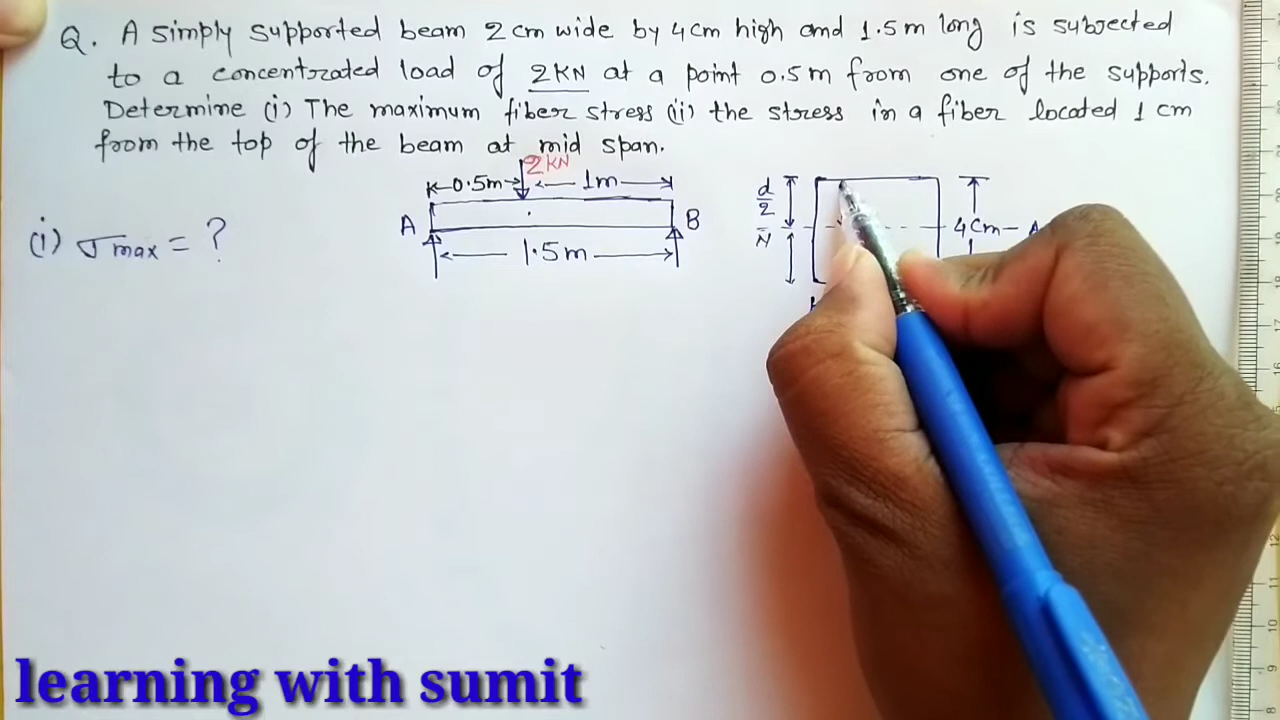 Q. A simply supported beam 2 cm wide by 4 cm high and 1.5 m long is subjected
to a concentrated load of 2KN at a point 0.5 m from one of the supports.
Determine (i) The maximum fiber stress (ii) the stress in a fiber located 1 cm
from the top of the beam at mid span.
2KN
0.5m
1m
A
B
1.5m
d/2
N
4cm
(i) σmax = ?
learning with sumit